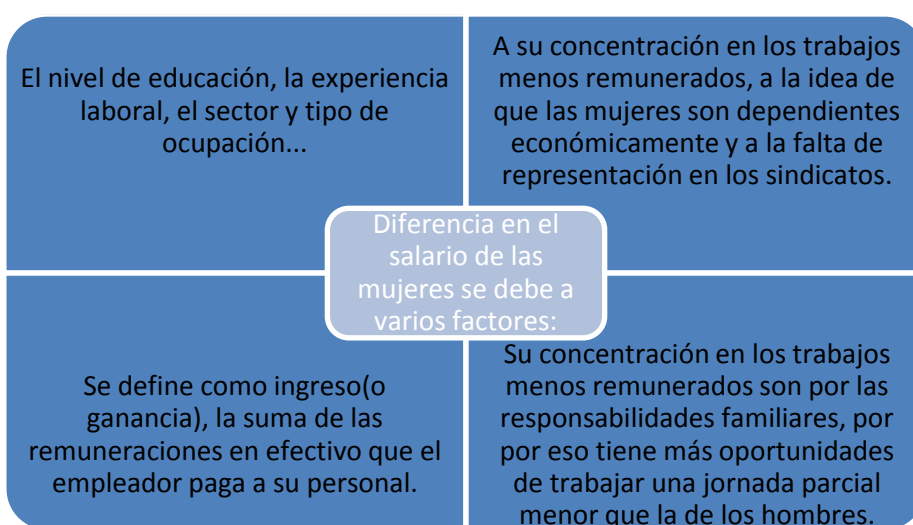 El nivel de educación, la experiencia
laboral, el sector y tipo de
ocupación...
A su concentración en los trabajos
menos remunerados, a la idea de
que las mujeres son dependientes
económicamente y a la falta de
representación en los sindicatos.
Diferencia en el
salario de las
mujeres se debe a
varios factores:
Se define como ingreso(o
ganancia), la suma de las
remuneraciones en efectivo que el
empleador paga a su personal.
Su concentración en los trabajos
menos remunerados son por las
responsabilidades familiares, por
por eso tiene más oportunidades
de trabajar una jornada parcial
menor que la de los hombres.